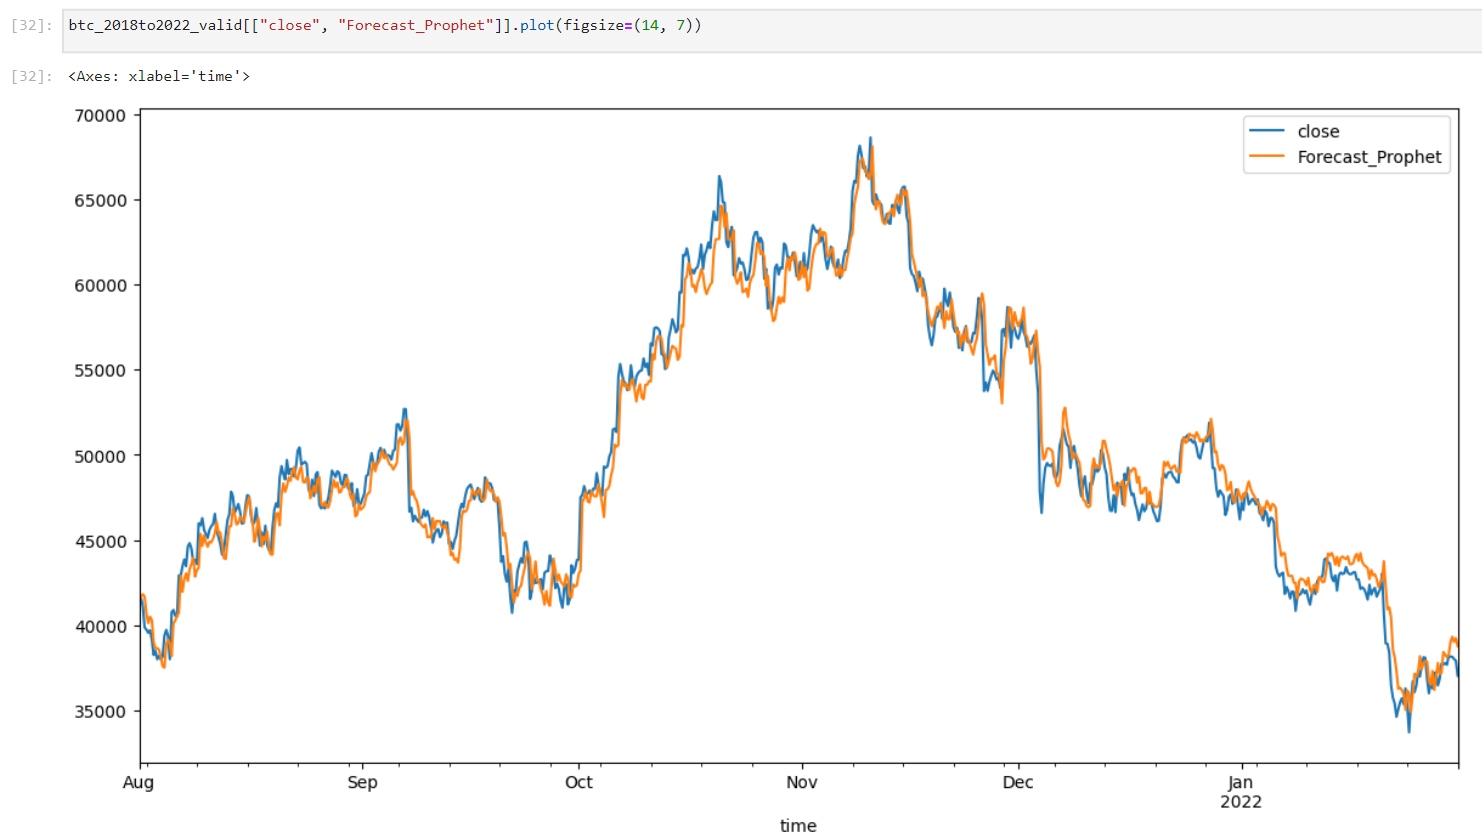 [32]: btc_2018to2022_valid[["close", "Forecast_Prophet"]].plot(figsize=(14, 7))
[32]: <Axes: xlabel='time'>
70000
65000
60000
55000
50000
45000
40000
35000
close
Forecast_Prophet
Aug Sep Oct Nov Dec Jan
2022
time